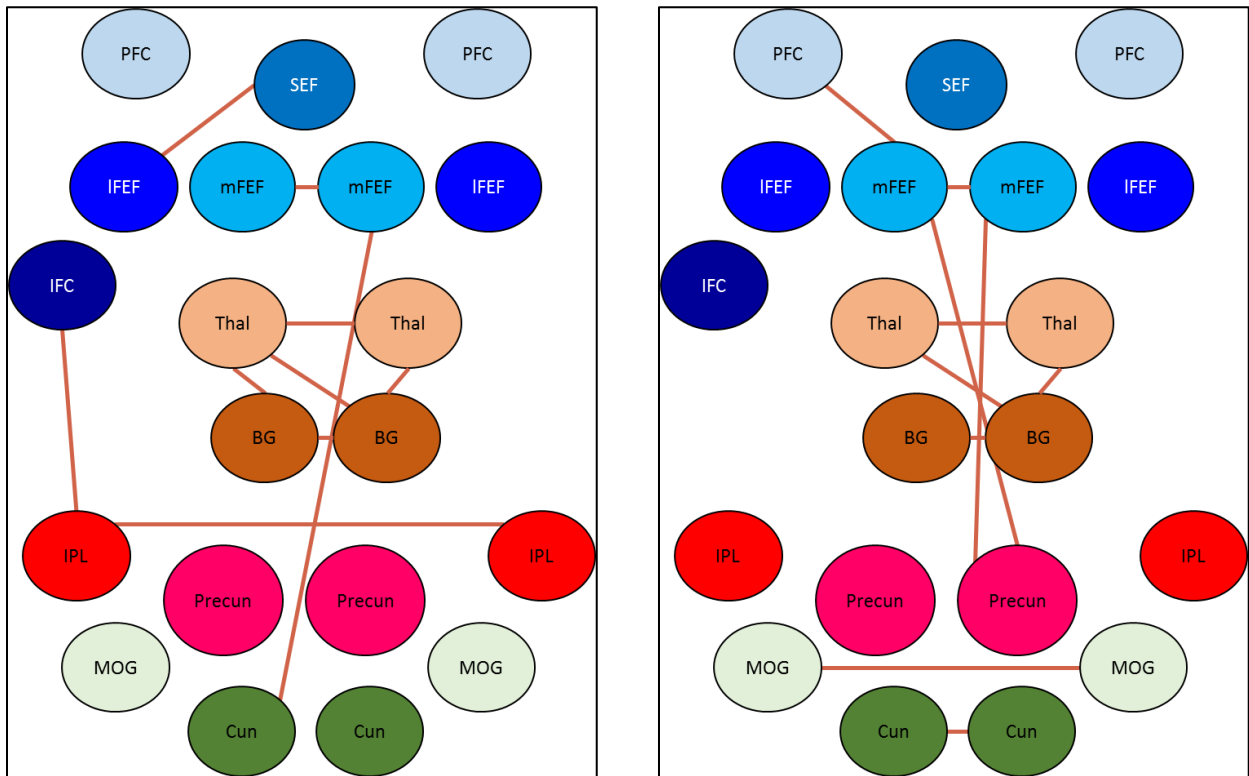 PFC
PFC
SEF
lFEF
mFEF
mFEF
lFEF
IFC
Thal
Thal
BG
BG
IPL
IPL
Precun
Precun
MOG
MOG
Cun
Cun
PFC
PFC
SEF
lFEF
mFEF
mFEF
lFEF
IFC
Thal
Thal
BG
BG
IPL
IPL
Precun
Precun
MOG
MOG
Cun
Cun